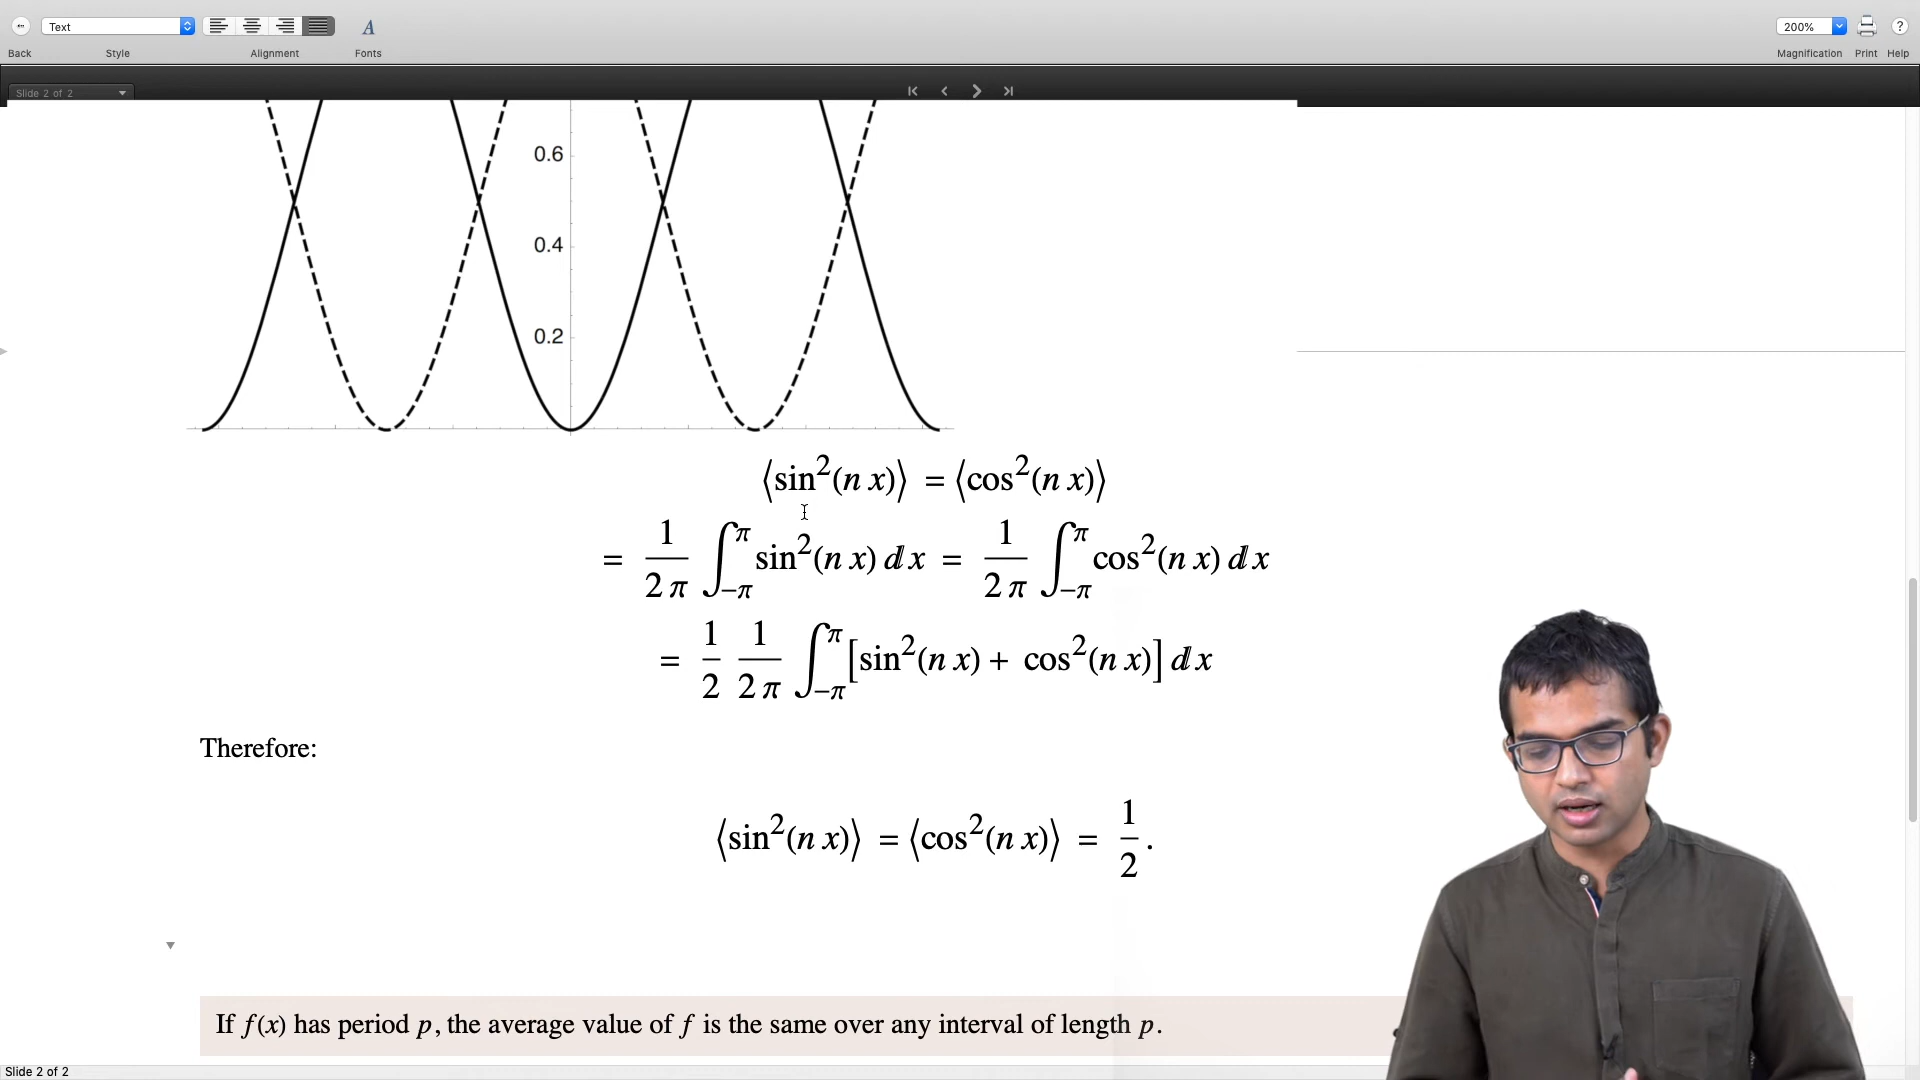 Text
200%
Back
Style
Alignment
Fonts
Magnification
Print
Help
Slide 2 of 2
0.6
0.4
0.2
⟨sin²(n x)⟩ = ⟨cos²(n x)⟩
= 1/(2 π) ∫_{-π}^{π} sin²(n x) ⅆx = 1/(2 π) ∫_{-π}^{π} cos²(n x) ⅆx
= 1/2 1/(2 π) ∫_{-π}^{π} [sin²(n x) + cos²(n x)] ⅆx
Therefore:
⟨sin²(n x)⟩ = ⟨cos²(n x)⟩ = 1/2 .
If f(x) has period p, the average value of f is the same over any interval of length p.
Slide 2 of 2